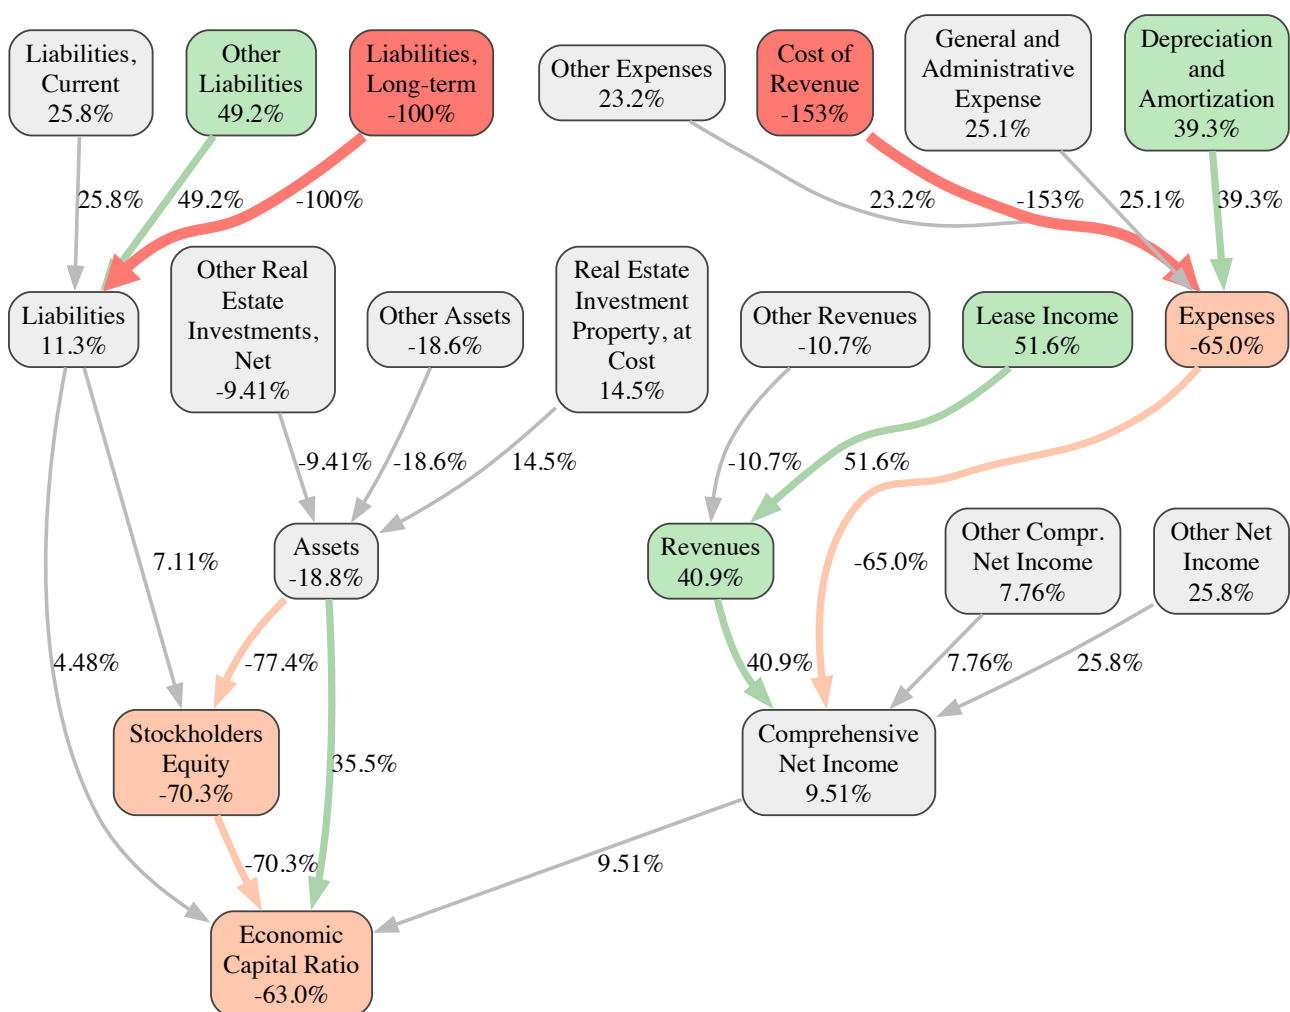 Liabilities,
Current
25.8%
Other
Liabilities
49.2%
Liabilities,
Long-term
-100%
Other Expenses
23.2%
Cost of
Revenue
-153%
General and
Administrative
Expense
25.1%
Depreciation
and
Amortization
39.3%
25.8%
49.2%
-100%
23.2%
-153%
25.1%
39.3%
Liabilities
11.3%
Other Real
Estate
Investments,
Net
-9.41%
Other Assets
-18.6%
Real Estate
Investment
Property, at
Cost
14.5%
Other Revenues
-10.7%
Lease Income
51.6%
Expenses
-65.0%
-9.41%
-18.6%
14.5%
-10.7%
51.6%
Assets
-18.8%
Revenues
40.9%
Other Compr.
Net Income
7.76%
Other Net
Income
25.8%
7.11%
-65.0%
4.48%
-77.4%
40.9%
7.76%
25.8%
Stockholders
Equity
-70.3%
35.5%
Comprehensive
Net Income
9.51%
-70.3%
9.51%
Economic
Capital Ratio
-63.0%